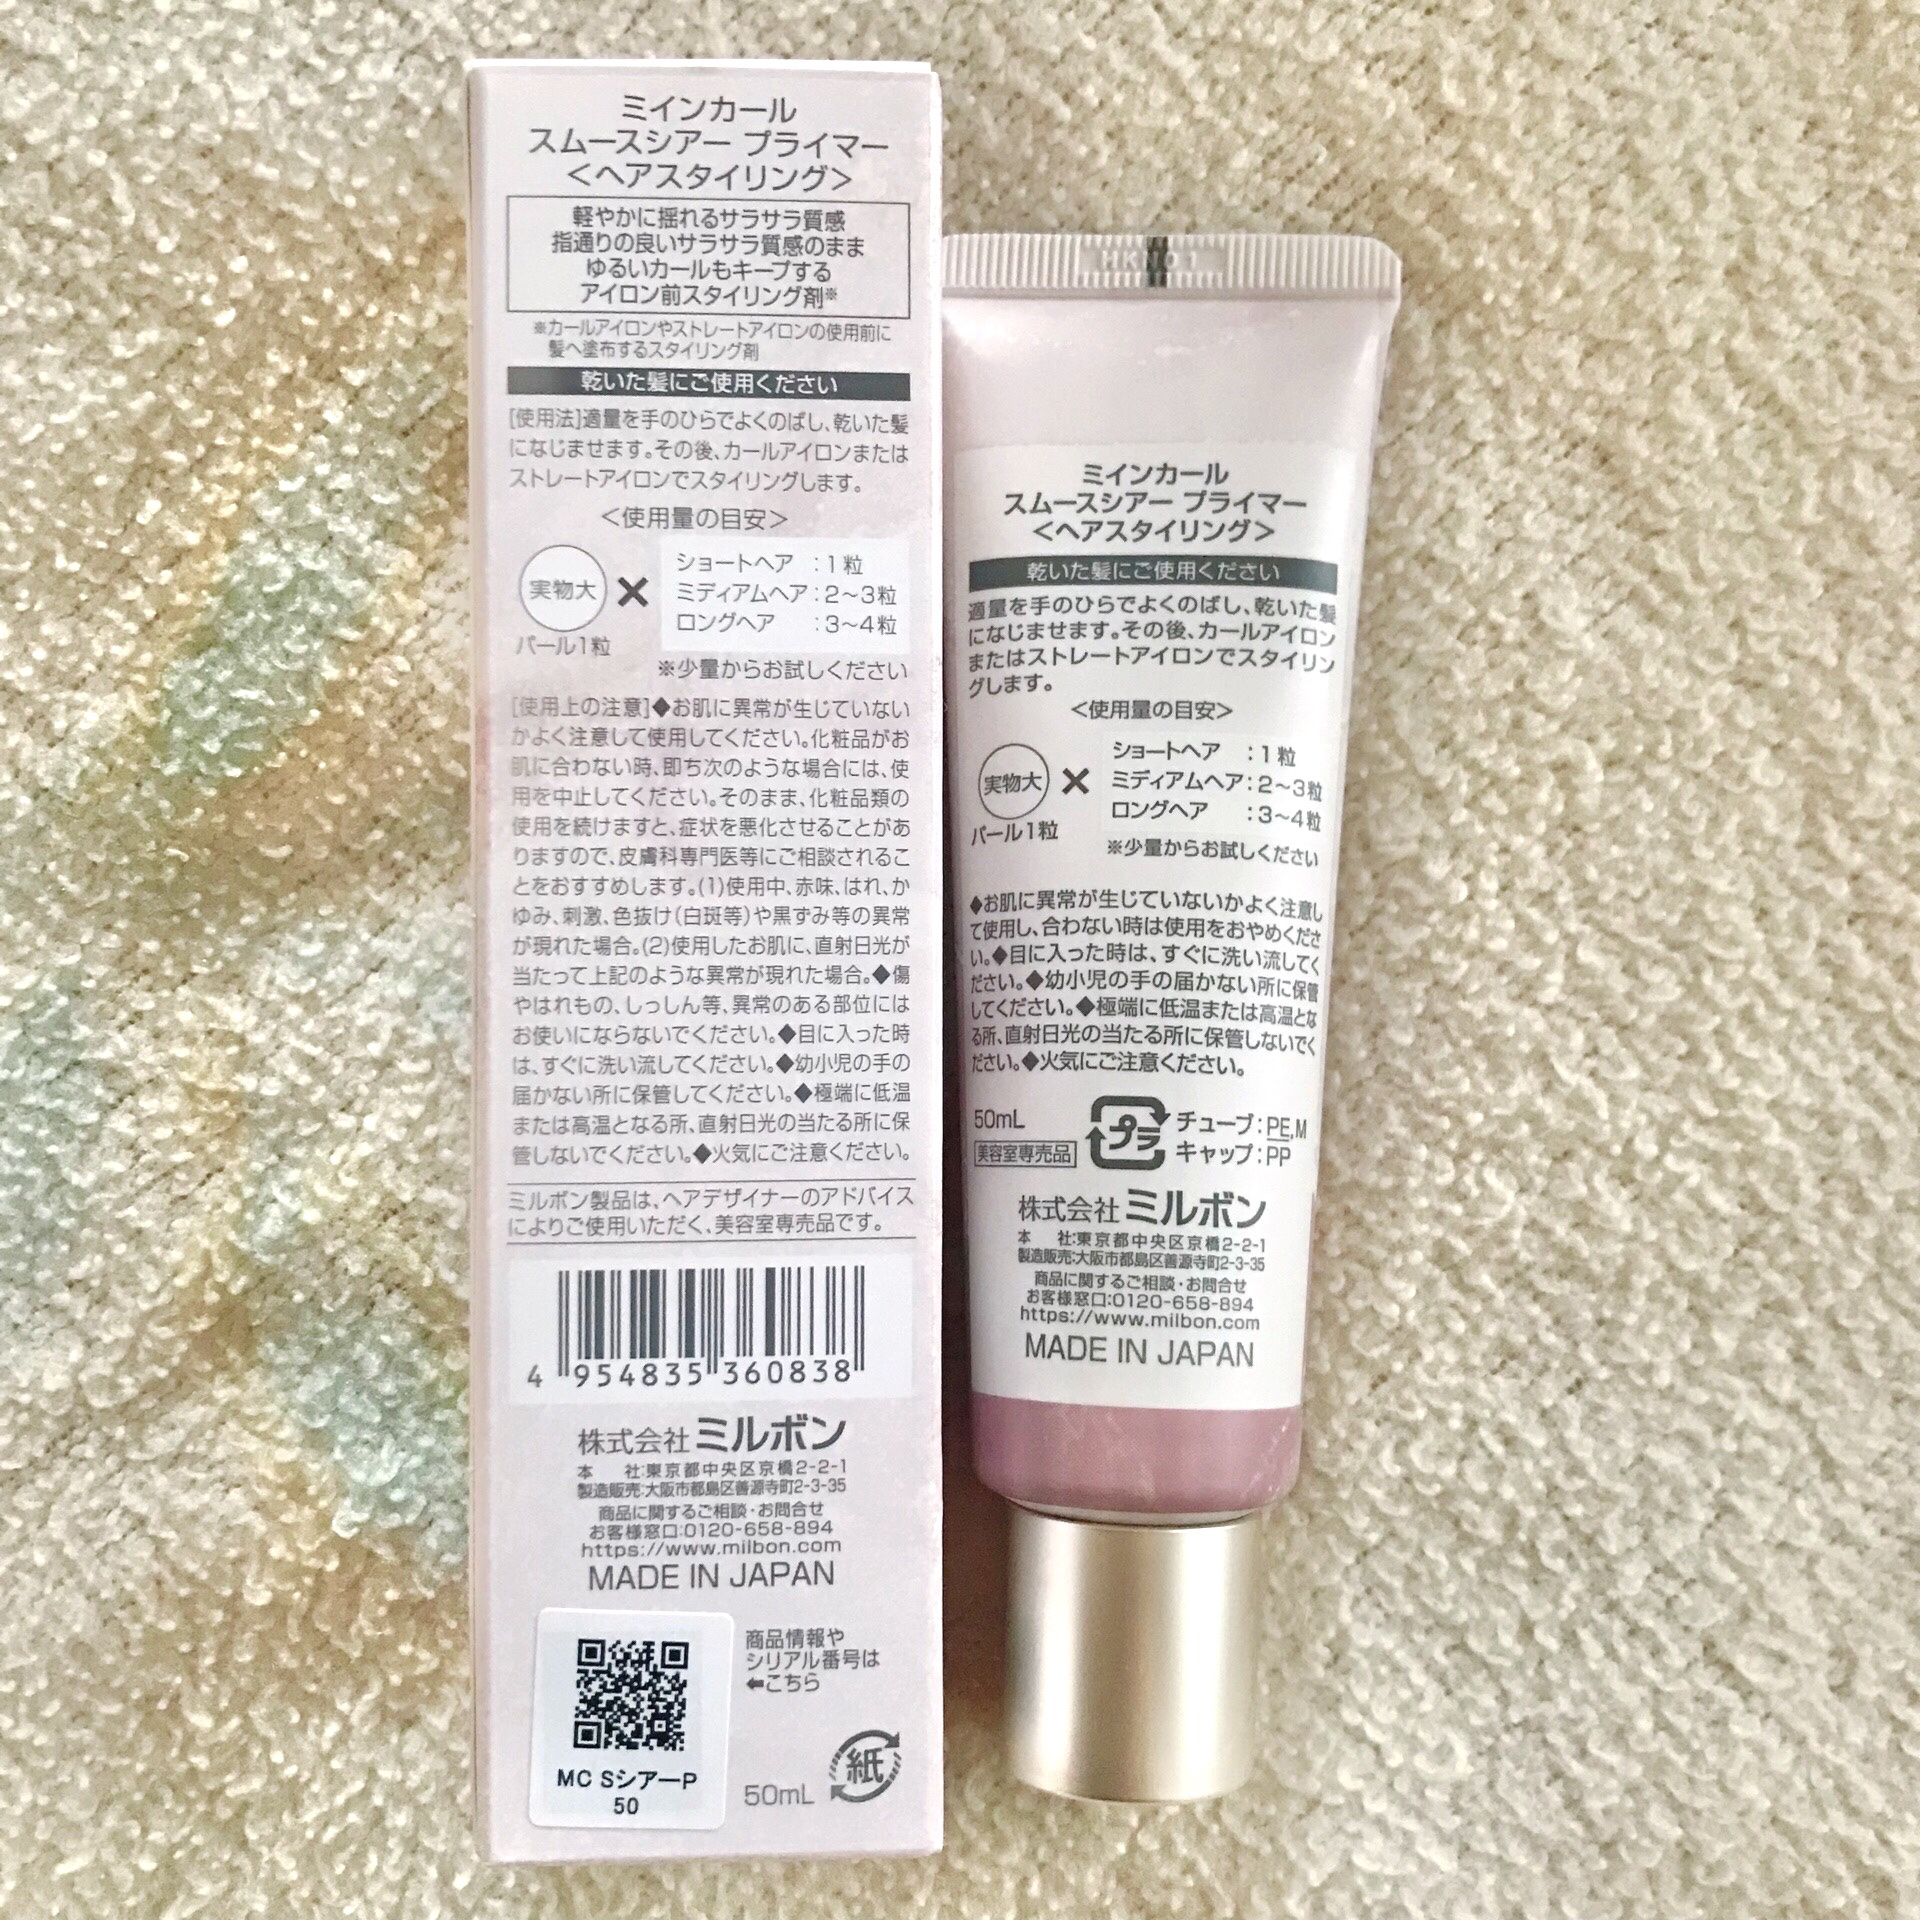 ミインカール
スムースシアー プライマー
＜ヘアスタイリング＞
軽やかに揺れるサラサラ質感
指通りの良いサラサラ質感のまま
ゆるいカールもキープする
アイロン前スタイリング剤※
※カールアイロンやストレートアイロンの使用前に
髪へ塗布するスタイリング剤
乾いた髪にご使用ください
[使用法]適量を手のひらでよくのばし、乾いた髪
になじませます。その後、カールアイロンまたは
ストレートアイロンでスタイリングします。
＜使用量の目安＞
実物大
×
パール1粒
ショートヘア ：1粒
ミディアムヘア：2〜3粒
ロングヘア ：3〜4粒
※少量からお試しください
[使用上の注意]◆お肌に異常が生じていない
かよく注意して使用してください。化粧品がお
肌に合わない時、即ち次のような場合には、使
用を中止してください。そのまま、化粧品類の
使用を続けますと、症状を悪化させることがあ
りますので、皮膚科専門医等にご相談されるこ
とをおすすめします。(1)使用中、赤味、はれ、か
ゆみ、刺激、色抜け(白斑等)や黒ずみ等の異常
が現れた場合。(2)使用したお肌に、直射日光が
当たって上記のような異常が現れた場合。◆傷
やはれもの、しっしん等、異常のある部位には
お使いにならないでください。◆目に入った時
は、すぐに洗い流してください。◆幼小児の手の
届かない所に保管してください。◆極端に低温
または高温となる所、直射日光の当たる所に保
管しないでください。◆火気にご注意ください。
ミルボン製品は、ヘアデザイナーのアドバイス
によりご使用いただく、美容室専売品です。
4 954835 360838
株式会社 ミルボン
本 社:東京都中央区京橋2-2-1
製造販売:大阪市都島区善源寺町2-3-35
商品に関するご相談・お問合せ
お客様窓口:0120-658-894
https://www.milbon.com
MADE IN JAPAN
商品情報や
シリアル番号は
⬅こちら
MC SシアーP
50
50mL
紙
HKN01
ミインカール
スムースシアー プライマー
＜ヘアスタイリング＞
乾いた髪にご使用ください
適量を手のひらでよくのばし、乾いた髪
になじませます。その後、カールアイロン
またはストレートアイロンでスタイリン
グします。
＜使用量の目安＞
実物大
×
パール1粒
ショートヘア ：1粒
ミディアムヘア：2〜3粒
ロングヘア ：3〜4粒
※少量からお試しください
◆お肌に異常が生じていないかよく注意し
て使用し、合わない時は使用をおやめくださ
い。◆目に入った時は、すぐに洗い流してく
ださい。◆幼小児の手の届かない所に保管
してください。◆極端に低温または高温とな
る所、直射日光の当たる所に保管しないでく
ださい。◆火気にご注意ください。
50mL
美容室専売品
プラ
チューブ：PE,M
キャップ：PP
株式会社 ミルボン
本 社:東京都中央区京橋2-2-1
製造販売:大阪市都島区善源寺町2-3-35
商品に関するご相談・お問合せ
お客様窓口:0120-658-894
https://www.milbon.com
MADE IN JAPAN